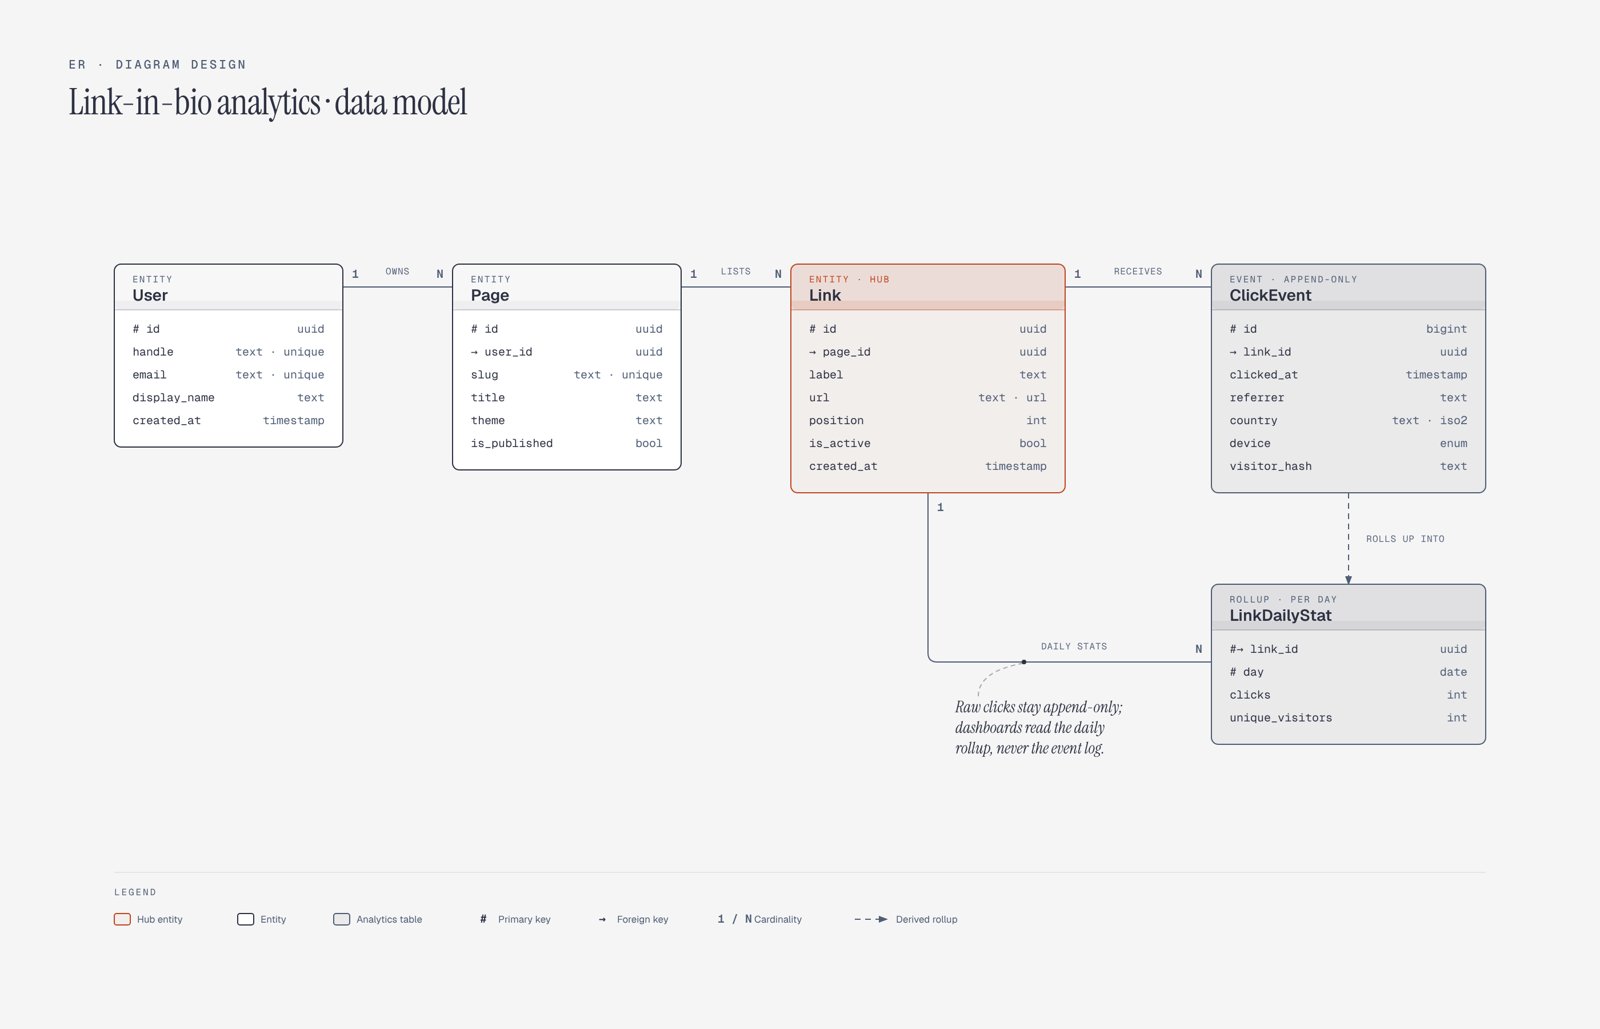 ER · DIAGRAM DESIGN
Link-in-bio analytics · data model
1 OWNS N
1 LISTS N
1 RECEIVES N
ENTITY
User
# id uuid
handle text · unique
email text · unique
display_name text
created_at timestamp
ENTITY
Page
# id uuid
→ user_id uuid
slug text · unique
title text
theme text
is_published bool
ENTITY · HUB
Link
# id uuid
→ page_id uuid
label text
url text · url
position int
is_active bool
created_at timestamp
EVENT · APPEND-ONLY
ClickEvent
# id bigint
→ link_id uuid
clicked_at timestamp
referrer text
country text · iso2
device enum
visitor_hash text
1
ROLLS UP INTO
DAILY STATS N
ROLLUP · PER DAY
LinkDailyStat
#→ link_id uuid
# day date
clicks int
unique_visitors int
Raw clicks stay append-only;
dashboards read the daily
rollup, never the event log.
LEGEND
Hub entity
Entity
Analytics table
# Primary key
→ Foreign key
1 / N Cardinality
Derived rollup